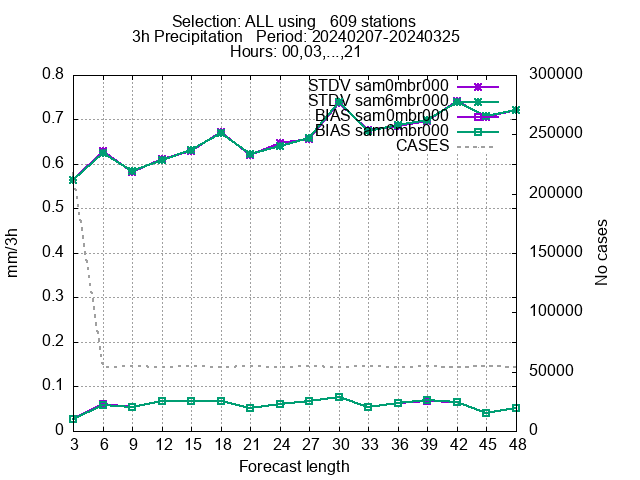 Selection: ALL using   609 stations
3h Precipitation   Period: 20240207-20240325
Hours: 00,03,...,21
STDV sam0mbr000
STDV sam6mbr000
BIAS sam0mbr000
BIAS sam6mbr000
CASES
0.8
0.7
0.6
0.5
0.4
0.3
0.2
0.1
0
mm/3h
300000
250000
200000
150000
100000
50000
0
No cases
3 6 9 12 15 18 21 24 27 30 33 36 39 42 45 48
Forecast length